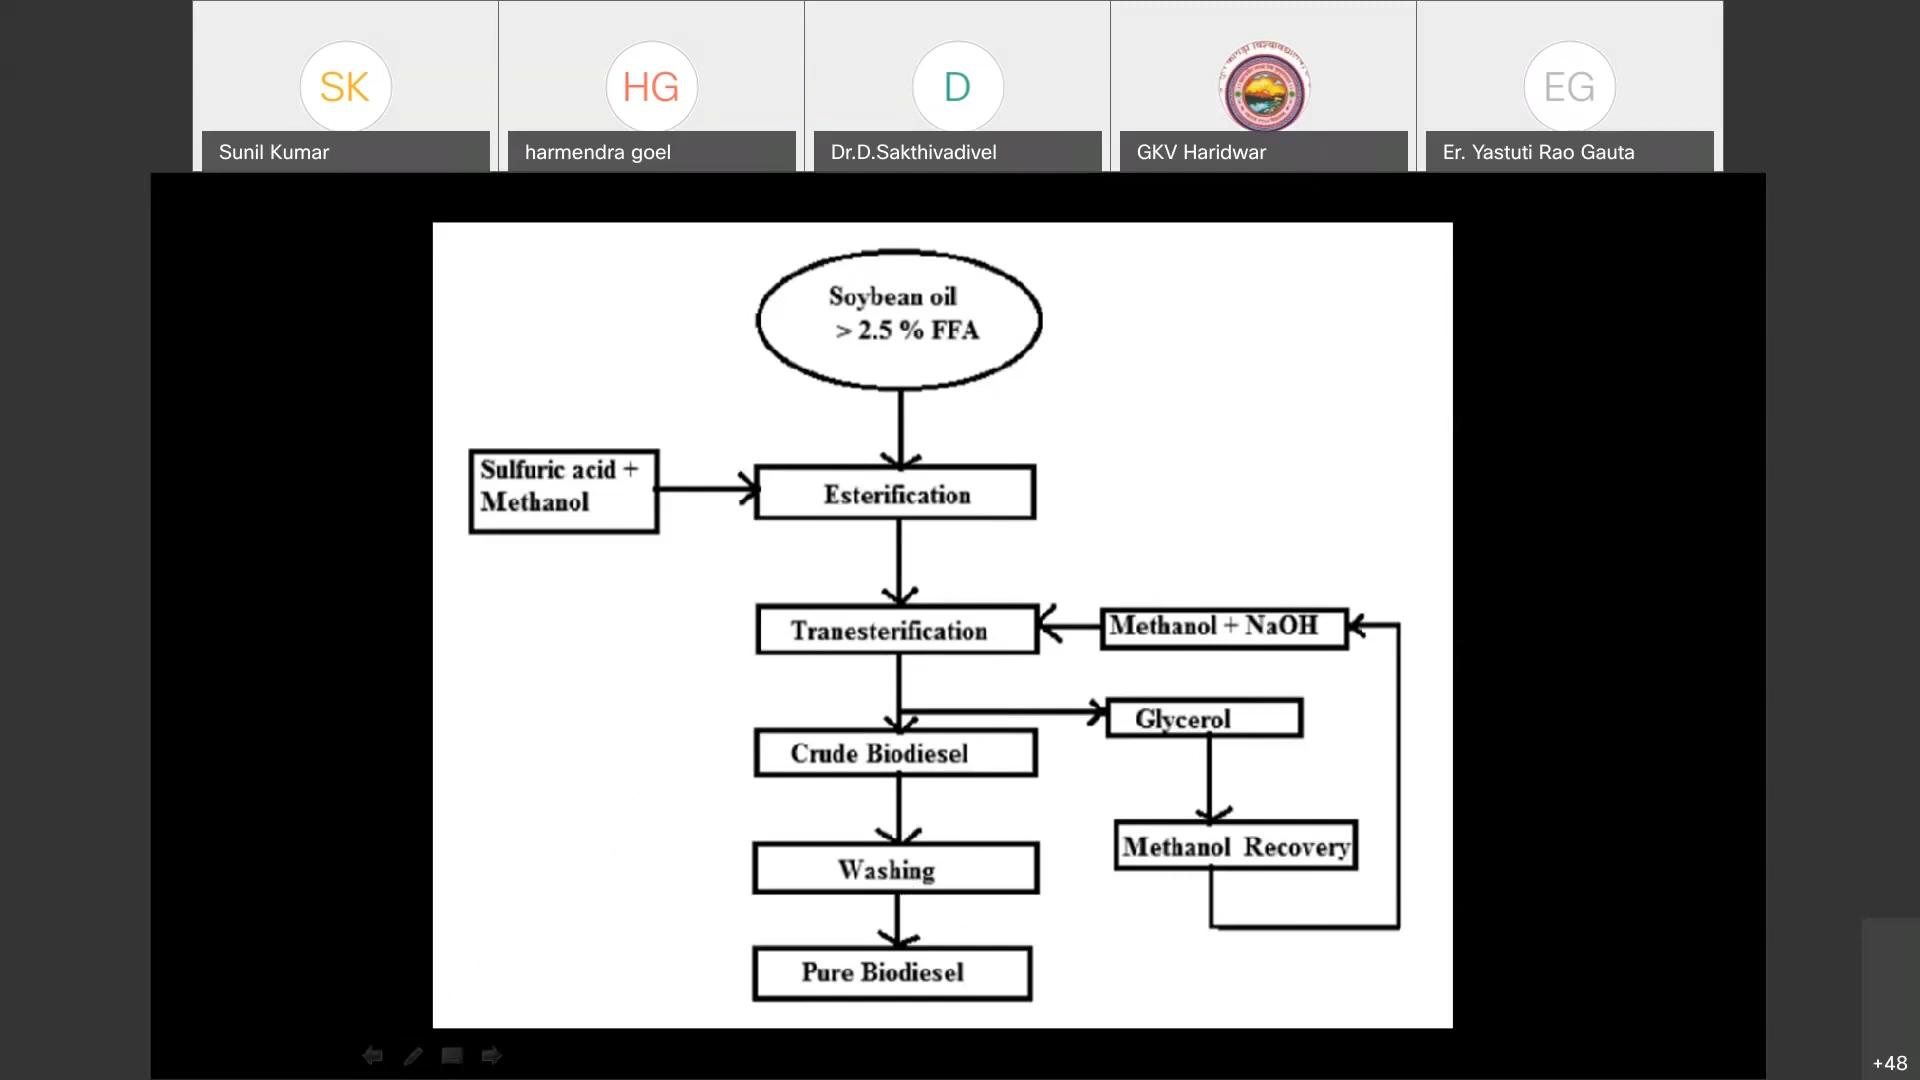 SK
HG
D
EG
Sunil Kumar
harmendra goel
Dr.D.Sakthivadivel
GKV Haridwar
Er. Yastuti Rao Gauta
Soybean oil
> 2.5 % FFA
Sulfuric acid +
Methanol
Esterification
Tranesterification
Methanol + NaOH
Glycerol
Crude Biodiesel
Methanol Recovery
Washing
Pure Biodiesel
+48